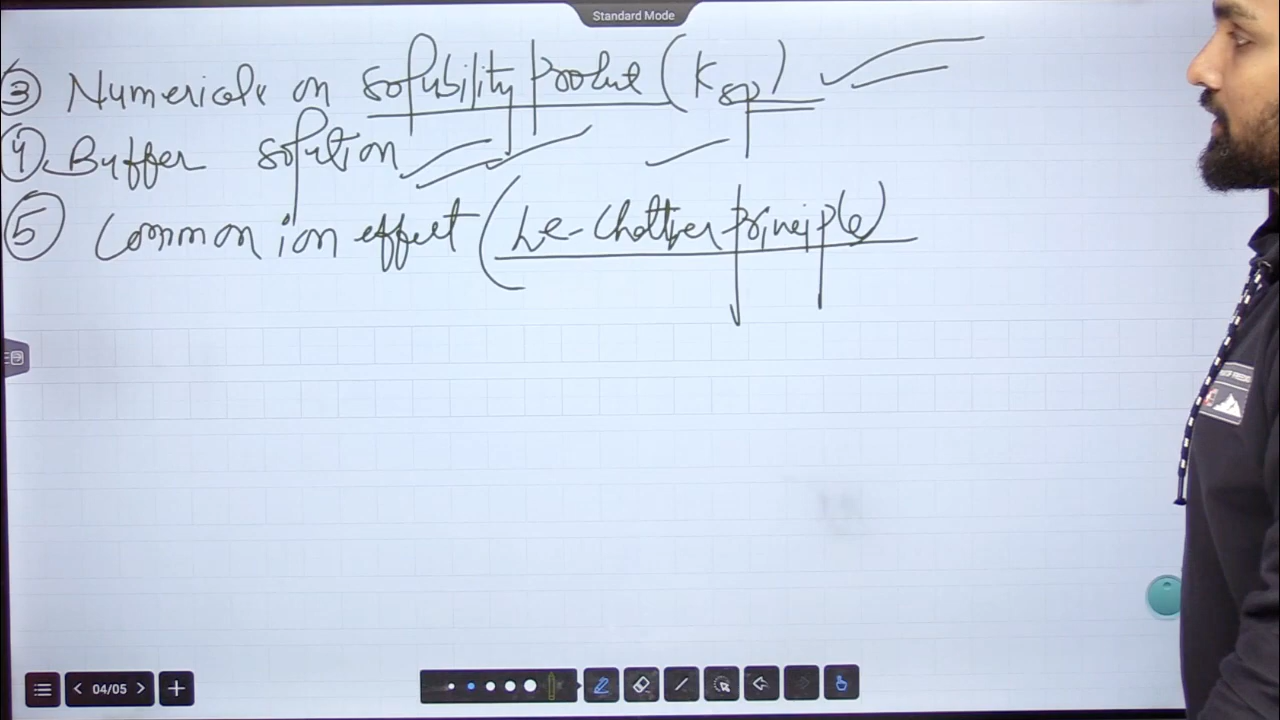 Standard Mode
③ Numericals on solubility product (Ksp)
④ Buffer solution
⑤ Common ion effect (Le-Chatlier principle)
04/05